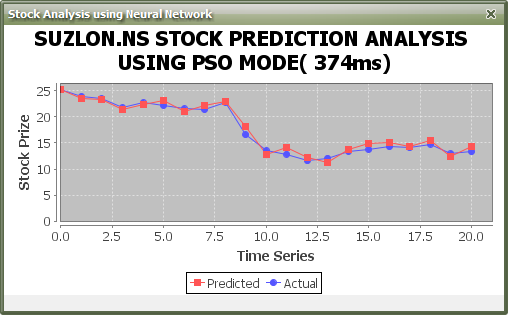 Stock Analysis using Neural Network
SUZLON.NS STOCK PREDICTION ANALYSIS
USING PSO MODE( 374ms)
25
20
15
10
5
0
Stock Prize
0.0 2.5 5.0 7.5 10.0 12.5 15.0 17.5 20.0
Time Series
Predicted Actual